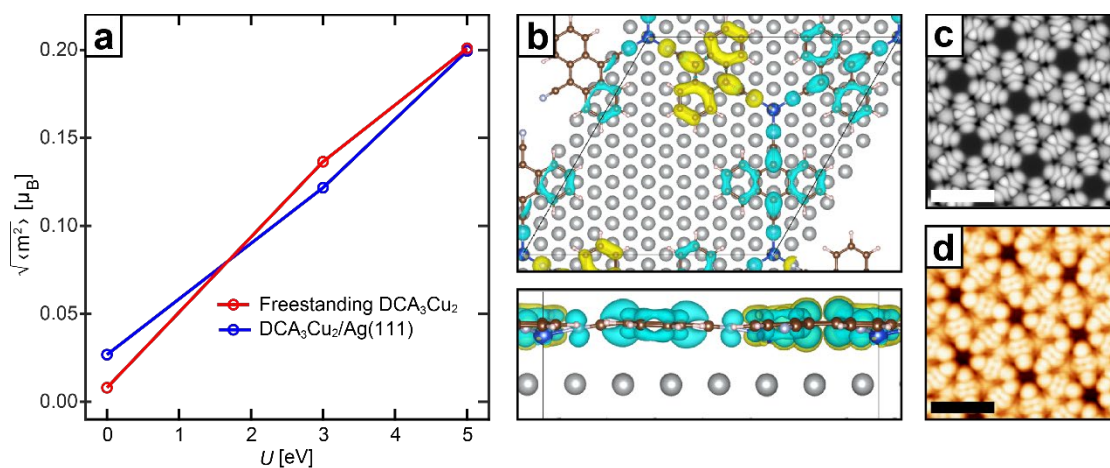 a
0.20
0.15
0.10
0.05
0.00
√⟨m²⟩ [μ_B]
Freestanding DCA₃Cu₂
DCA₃Cu₂/Ag(111)
0 1 2 3 4 5
U [eV]
b
c
d